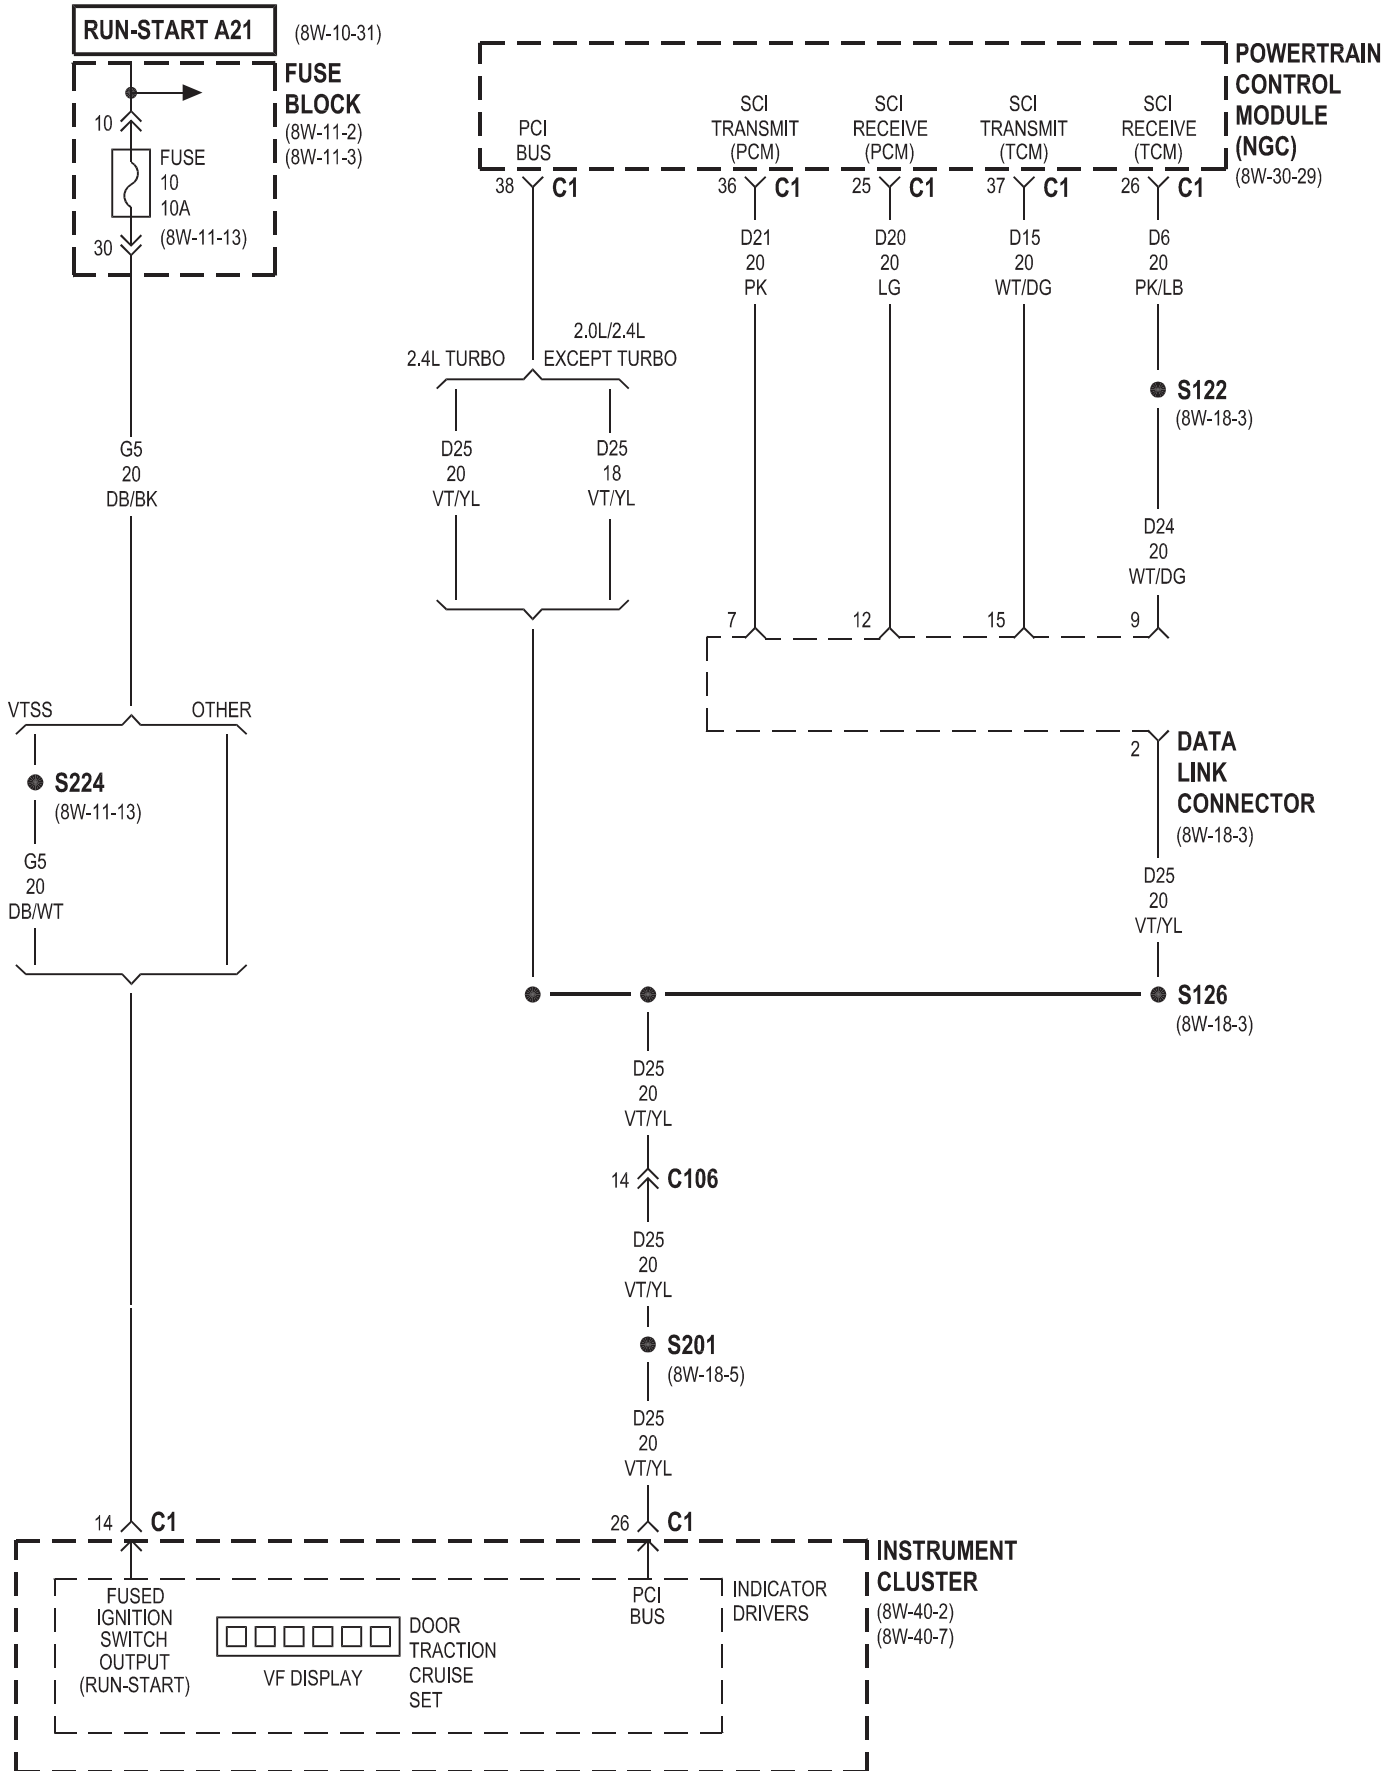 RUN-START A21
(8W-10-31)
FUSE
BLOCK
(8W-11-2)
(8W-11-3)
10
FUSE
10
10A
(8W-11-13)
30
G5
20
DB/BK
VTSS
OTHER
S224
(8W-11-13)
G5
20
DB/WT
14
C1
POWERTRAIN
CONTROL
MODULE
(NGC)
(8W-30-29)
PCI
BUS
SCI
TRANSMIT
(PCM)
SCI
RECEIVE
(PCM)
SCI
TRANSMIT
(TCM)
SCI
RECEIVE
(TCM)
38
C1
36
C1
25
C1
37
C1
26
C1
D21
20
PK
D20
20
LG
D15
20
WT/DG
D6
20
PK/LB
2.4L TURBO
2.0L/2.4L
EXCEPT TURBO
D25
20
VT/YL
D25
18
VT/YL
S122
(8W-18-3)
D24
20
WT/DG
7
12
15
9
2
DATA
LINK
CONNECTOR
(8W-18-3)
D25
20
VT/YL
S126
(8W-18-3)
D25
20
VT/YL
14
C106
D25
20
VT/YL
S201
(8W-18-5)
D25
20
VT/YL
26
C1
INSTRUMENT
CLUSTER
(8W-40-2)
(8W-40-7)
FUSED
IGNITION
SWITCH
OUTPUT
(RUN-START)
VF DISPLAY
DOOR
TRACTION
CRUISE
SET
PCI
BUS
INDICATOR
DRIVERS